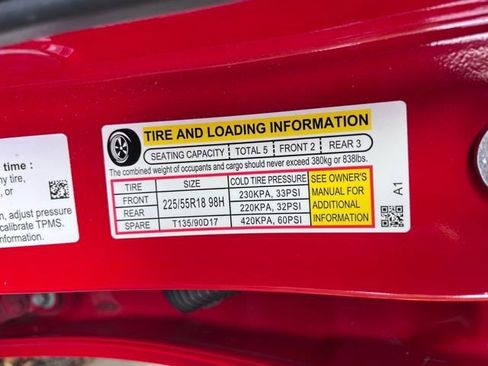 TIRE AND LOADING INFORMATION
SEATING CAPACITY TOTAL 5 FRONT 2 REAR 3
The combined weight of occupants and cargo should never exceed 380kg or 838lbs.
TIRE SIZE COLD TIRE PRESSURE
FRONT 225/55R18 98H 230KPA, 33PSI
REAR 220KPA, 32PSI
SPARE T135/90D17 420KPA, 60PSI
SEE OWNER'S
MANUAL FOR
ADDITIONAL
INFORMATION
A1
time :
ny tire,
or
n, adjust pressure
calibrate TPMS.
nformation.